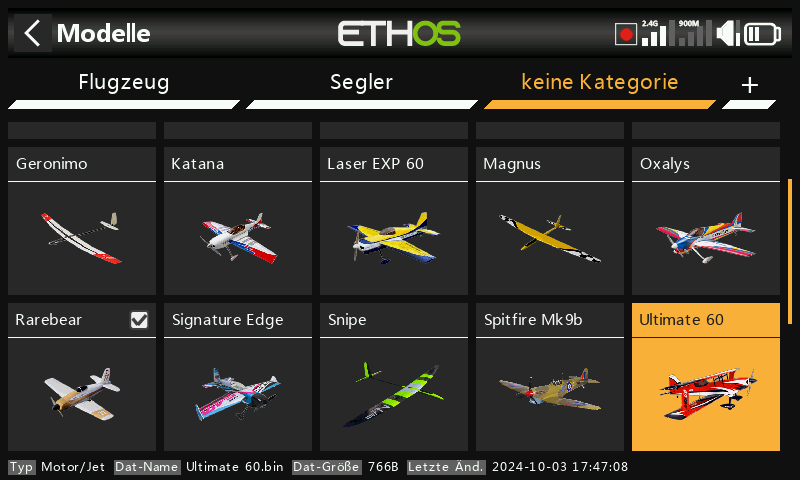 Modelle ETHOS 2.4G 900M
Flugzeug Segler keine Kategorie +
Geronimo Katana Laser EXP 60 Magnus Oxalys
Rarebear Signature Edge Snipe Spitfire Mk9b Ultimate 60
Typ Motor/Jet Dat-Name Ultimate 60.bin Dat-Größe 766B Letzte Änd. 2024-10-03 17:47:08